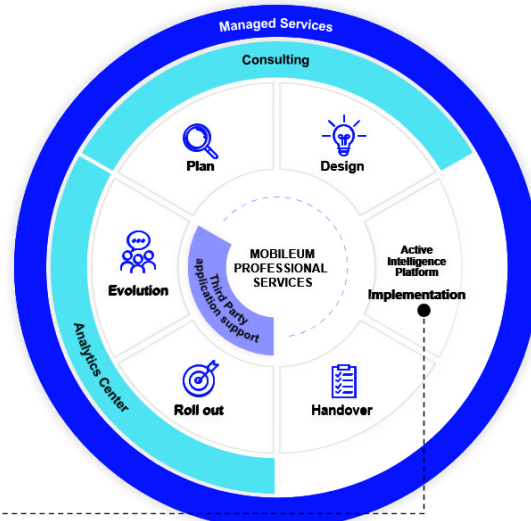 Managed Services
Consulting
Plan
Design
MOBILEUM
PROFESSIONAL
SERVICES
Active
Intelligence
Platform
Implementation
Evolution
Third Party
application support
Analytics Center
Roll out
Handover